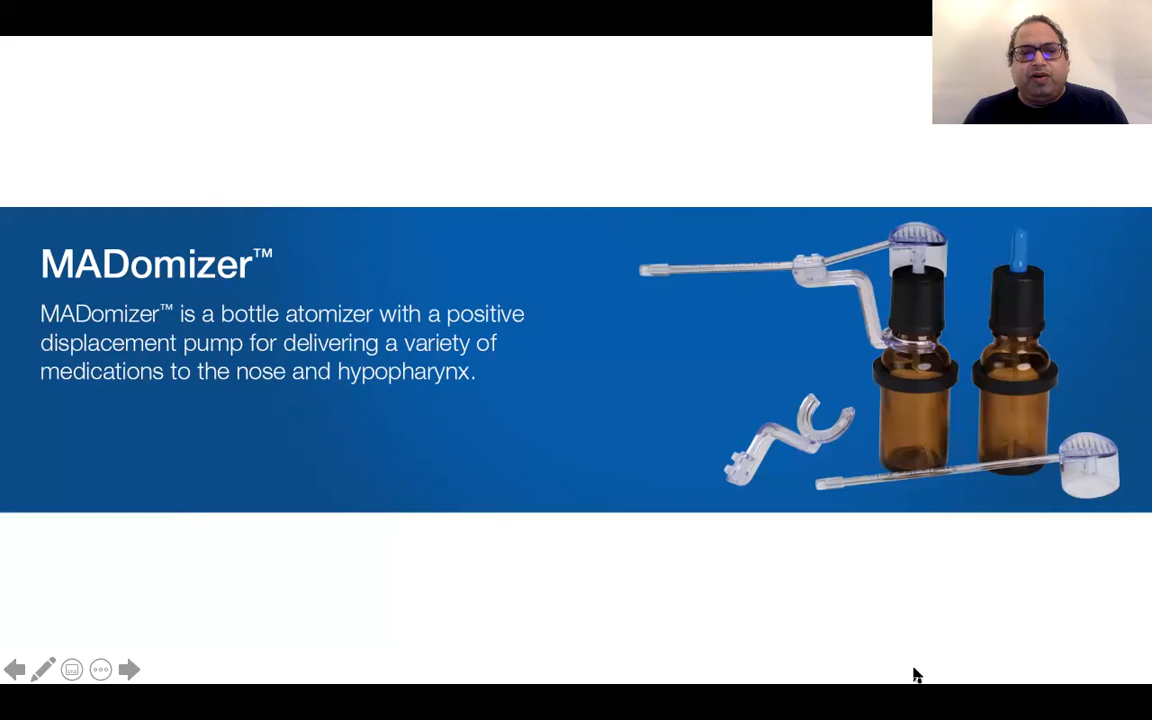 MADomizer™
MADomizer™ is a bottle atomizer with a positive
displacement pump for delivering a variety of
medications to the nose and hypopharynx.